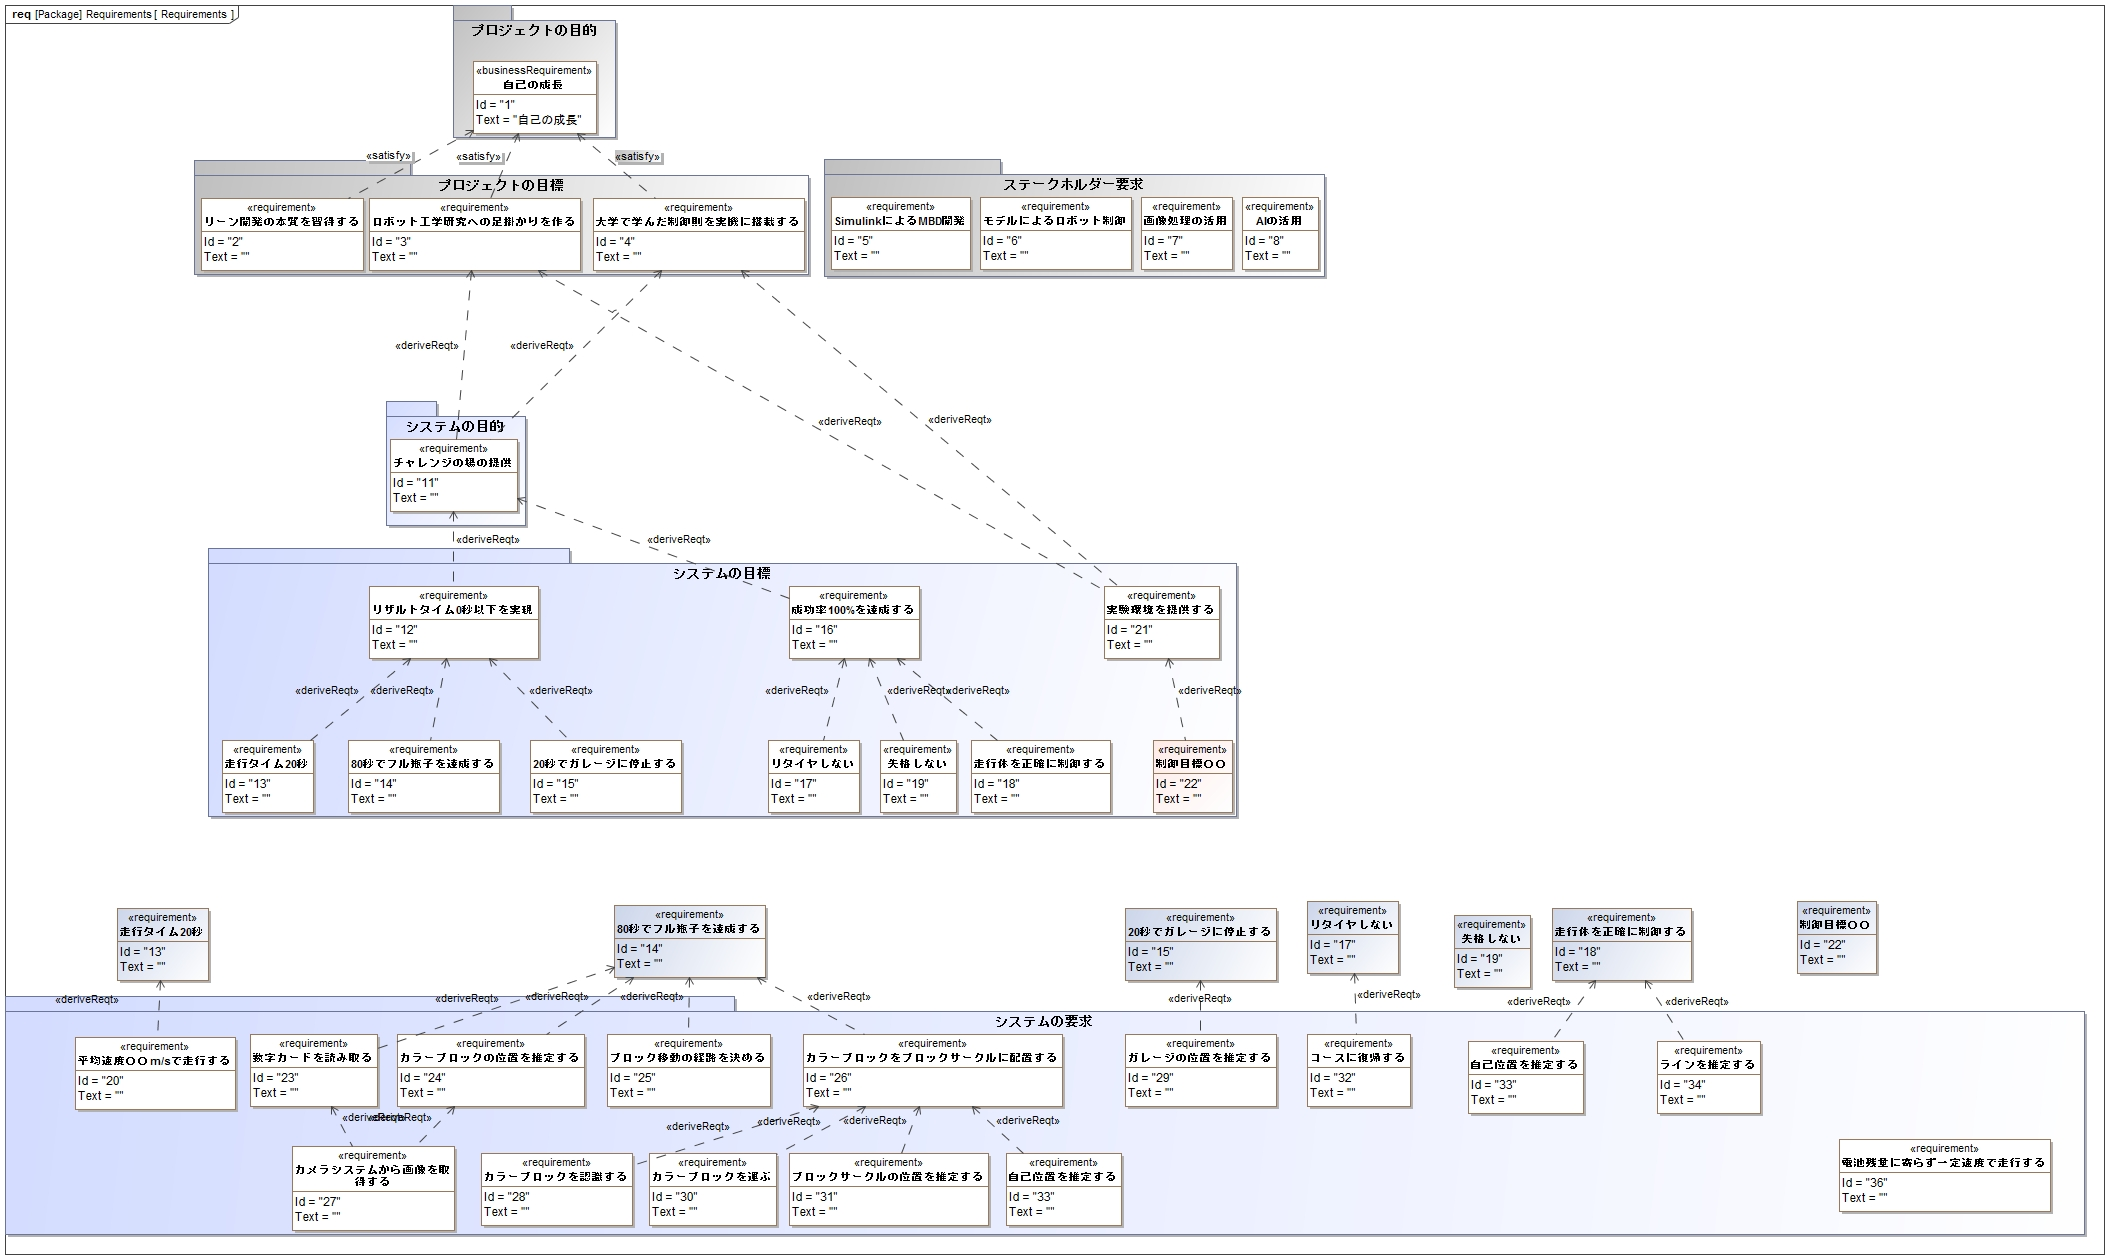 req [Package] Requirements [ Requirements ]
プロジェクトの目的
«businessRequirement»
自己の成長
Id = "1"
Text = "自己の成長"
«satisfy»
«satisfy»
«satisfy»
プロジェクトの目標
«requirement»
リーン開発の本質を習得する
Id = "2"
Text = ""
«requirement»
ロボット工学研究への足掛かりを作る
Id = "3"
Text = ""
«requirement»
大学で学んだ制御則を実機に搭載する
Id = "4"
Text = ""
ステークホルダー要求
«requirement»
SimulinkによるMBD開発
Id = "5"
Text = ""
«requirement»
モデルによるロボット制御
Id = "6"
Text = ""
«requirement»
画像処理の活用
Id = "7"
Text = ""
«requirement»
AIの活用
Id = "8"
Text = ""
«deriveReqt»
«deriveReqt»
«deriveReqt»
«deriveReqt»
システムの目的
«requirement»
チャレンジの場の提供
Id = "11"
Text = ""
«deriveReqt»
«deriveReqt»
システムの目標
«requirement»
リザルトタイム0秒以下を実現
Id = "12"
Text = ""
«requirement»
成功率100%を達成する
Id = "16"
Text = ""
«requirement»
実験環境を提供する
Id = "21"
Text = ""
«deriveReqt»
«deriveReqt»
«deriveReqt»
«deriveReqt»
«deriveReqt»
«deriveReqt»
«deriveReqt»
«requirement»
走行タイム20秒
Id = "13"
Text = ""
«requirement»
80秒でフル瓶子を達成する
Id = "14"
Text = ""
«requirement»
20秒でガレージに停止する
Id = "15"
Text = ""
«requirement»
リタイヤしない
Id = "17"
Text = ""
«requirement»
失格しない
Id = "19"
Text = ""
«requirement»
走行体を正確に制御する
Id = "18"
Text = ""
«requirement»
制御目標〇〇
Id = "22"
Text = ""
«requirement»
走行タイム20秒
Id = "13"
Text = ""
«requirement»
80秒でフル瓶子を達成する
Id = "14"
Text = ""
«requirement»
20秒でガレージに停止する
Id = "15"
Text = ""
«requirement»
リタイヤしない
Id = "17"
Text = ""
«requirement»
失格しない
Id = "19"
Text = ""
«requirement»
走行体を正確に制御する
Id = "18"
Text = ""
«requirement»
制御目標〇〇
Id = "22"
Text = ""
«deriveReqt»
«deriveReqt»
«deriveReqt»
«deriveReqt»
«deriveReqt»
«deriveReqt»
«deriveReqt»
«deriveReqt»
«deriveReqt»
システムの要求
«requirement»
平均速度〇〇m/sで走行する
Id = "20"
Text = ""
«requirement»
数字カードを読み取る
Id = "23"
Text = ""
«requirement»
カラーブロックの位置を推定する
Id = "24"
Text = ""
«requirement»
ブロック移動の経路を決める
Id = "25"
Text = ""
«requirement»
カラーブロックをブロックサークルに配置する
Id = "26"
Text = ""
«requirement»
ガレージの位置を推定する
Id = "29"
Text = ""
«requirement»
コースに復帰する
Id = "32"
Text = ""
«requirement»
自己位置を推定する
Id = "33"
Text = ""
«requirement»
ラインを推定する
Id = "34"
Text = ""
«deriveReqt»
«deriveReqt»
«deriveReqt»
«deriveReqt»
«deriveReqt»
«deriveReqt»
«requirement»
カメラシステムから画像を取
得する
Id = "27"
Text = ""
«requirement»
カラーブロックを認識する
Id = "28"
Text = ""
«requirement»
カラーブロックを運ぶ
Id = "30"
Text = ""
«requirement»
ブロックサークルの位置を推定する
Id = "31"
Text = ""
«requirement»
自己位置を推定する
Id = "33"
Text = ""
«requirement»
電池残量に寄らず一定速度で走行する
Id = "36"
Text = ""